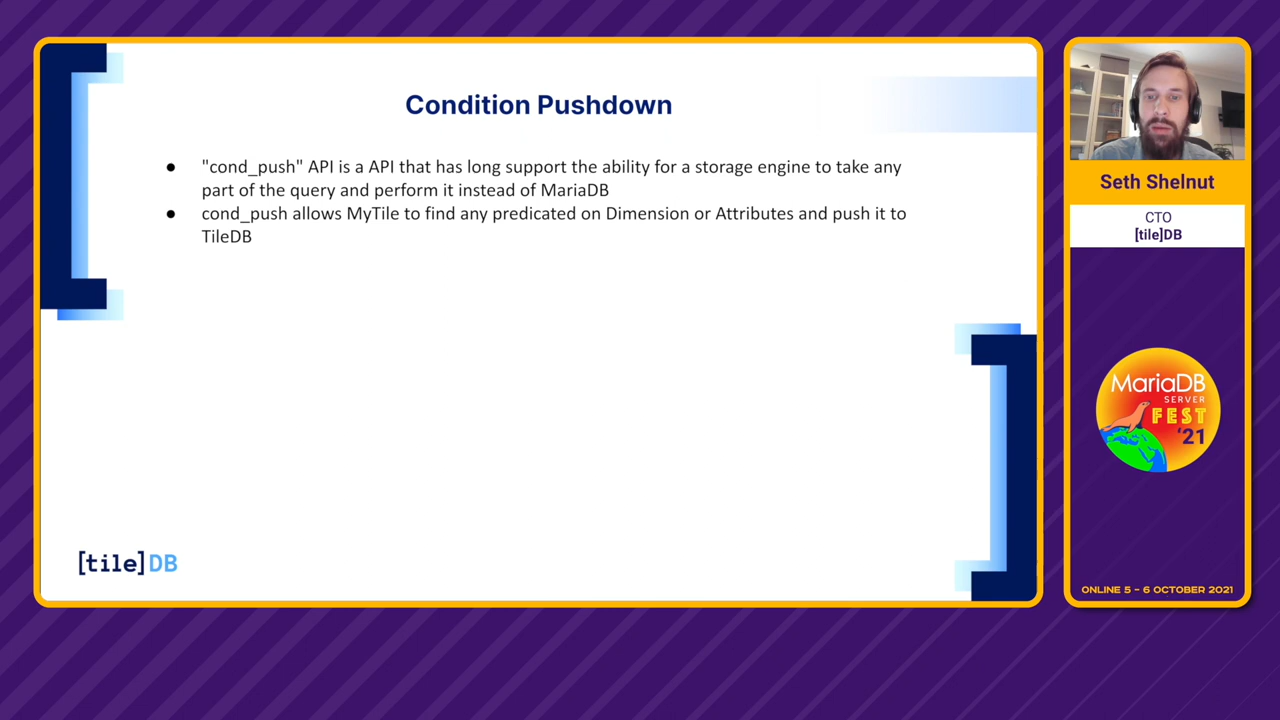 Condition Pushdown
● "cond_push" API is a API that has long support the ability for a storage engine to take any
part of the query and perform it instead of MariaDB
● cond_push allows MyTile to find any predicated on Dimension or Attributes and push it to
TileDB
[tile]DB
Seth Shelnut
CTO
[tile]DB
MariaDB
SERVER
FEST
'21
ONLINE 5 – 6 OCTOBER 2021